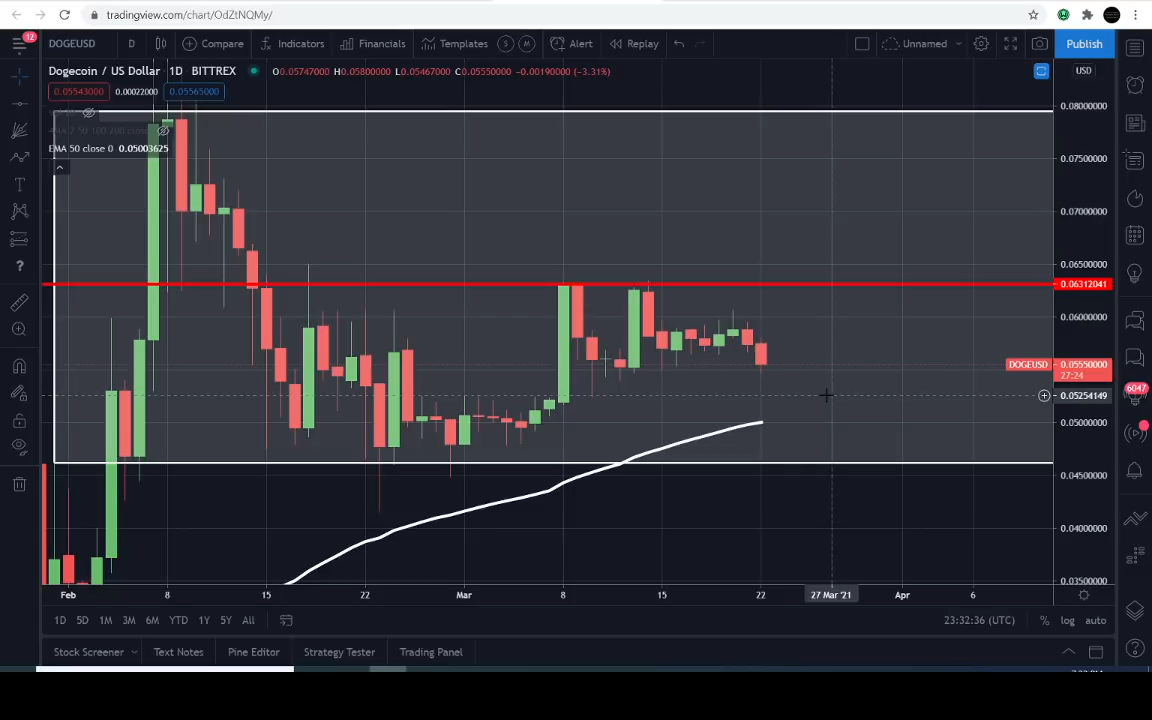 tradingview.com/chart/OdZtNQMy/
12
DOGEUSD D Compare Indicators Financials Templates S M Alert Replay Unnamed Publish
Dogecoin / US Dollar 1D BITTREX O0.05747000 H0.05800000 L0.05467000 C0.05550000 −0.00190000 (−3.31%) USD
0.05543000 0.00022000 0.05565000
EMA 50 close 0 0.05003625
0.08000000
0.07500000
0.07000000
0.06500000
0.06312041
0.06000000
DOGEUSD 0.05550000
27:24
0.05254149
6047
0.05000000
0.04500000
0.04000000
0.03500000
Feb 8 15 22 Mar 8 15 22 27 Mar '21 Apr 6
1D 5D 1M 3M 6M YTD 1Y 5Y All 23:32:36 (UTC) % log auto
Stock Screener Text Notes Pine Editor Strategy Tester Trading Panel